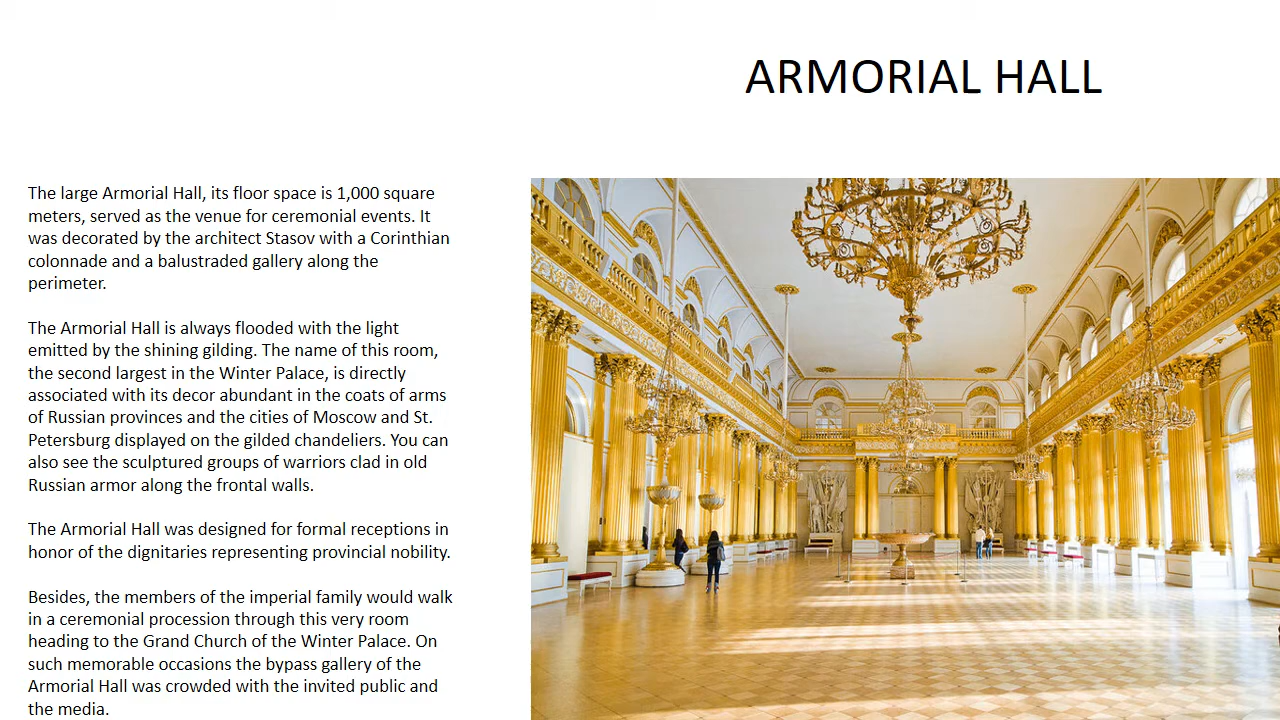 ARMORIAL HALL
The large Armorial Hall, its floor space is 1,000 square
meters, served as the venue for ceremonial events. It
was decorated by the architect Stasov with a Corinthian
colonnade and a balustraded gallery along the
perimeter.
The Armorial Hall is always flooded with the light
emitted by the shining gilding. The name of this room,
the second largest in the Winter Palace, is directly
associated with its decor abundant in the coats of arms
of Russian provinces and the cities of Moscow and St.
Petersburg displayed on the gilded chandeliers. You can
also see the sculptured groups of warriors clad in old
Russian armor along the frontal walls.
The Armorial Hall was designed for formal receptions in
honor of the dignitaries representing provincial nobility.
Besides, the members of the imperial family would walk
in a ceremonial procession through this very room
heading to the Grand Church of the Winter Palace. On
such memorable occasions the bypass gallery of the
Armorial Hall was crowded with the invited public and
the media.